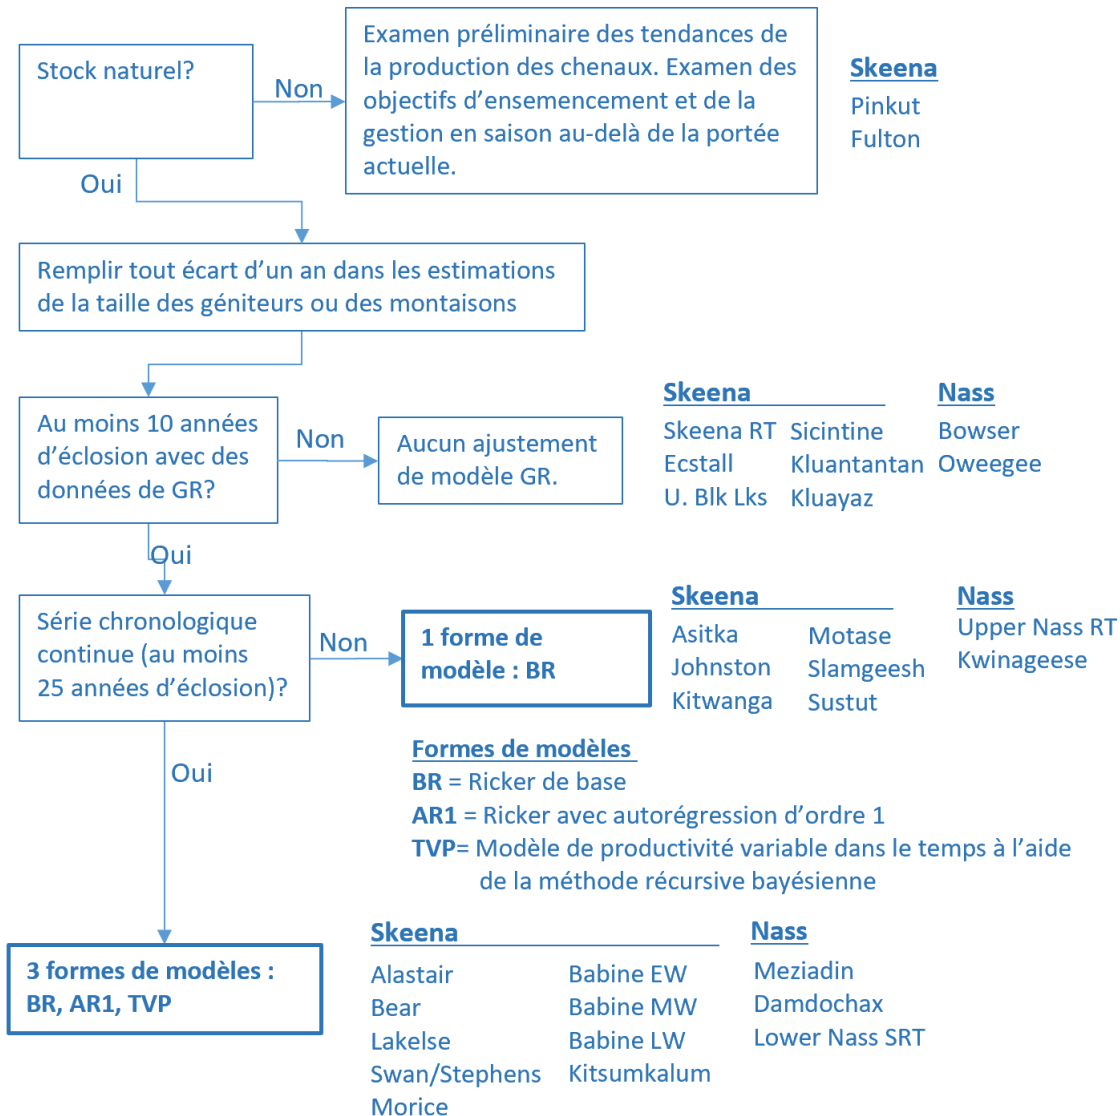 Stock naturel?
Non
Examen préliminaire des tendances de
la production des chenaux. Examen des
objectifs d'ensemencement et de la
gestion en saison au-delà de la portée
actuelle.
Skeena
Pinkut
Fulton
Oui
Remplir tout écart d'un an dans les estimations
de la taille des géniteurs ou des montaisons
Au moins 10 années
d'éclosion avec des
données de GR?
Non
Aucun ajustement
de modèle GR.
Skeena
Skeena RT
Ecstall
U. Blk Lks
Sicintine
Kluantantan
Kluayaz
Nass
Bowser
Oweegee
Oui
Série chronologique
continue (au moins
25 années d'éclosion)?
Non
1 forme de
modèle : BR
Skeena
Asitka
Johnston
Kitwanga
Motase
Slamgeesh
Sustut
Nass
Upper Nass RT
Kwinageese
Formes de modèles
BR = Ricker de base
AR1 = Ricker avec autorégression d'ordre 1
TVP= Modèle de productivité variable dans le temps à l'aide
de la méthode récursive bayésienne
Oui
3 formes de modèles :
BR, AR1, TVP
Skeena
Alastair
Bear
Lakelse
Swan/Stephens
Morice
Babine EW
Babine MW
Babine LW
Kitsumkalum
Nass
Meziadin
Damdochax
Lower Nass SRT